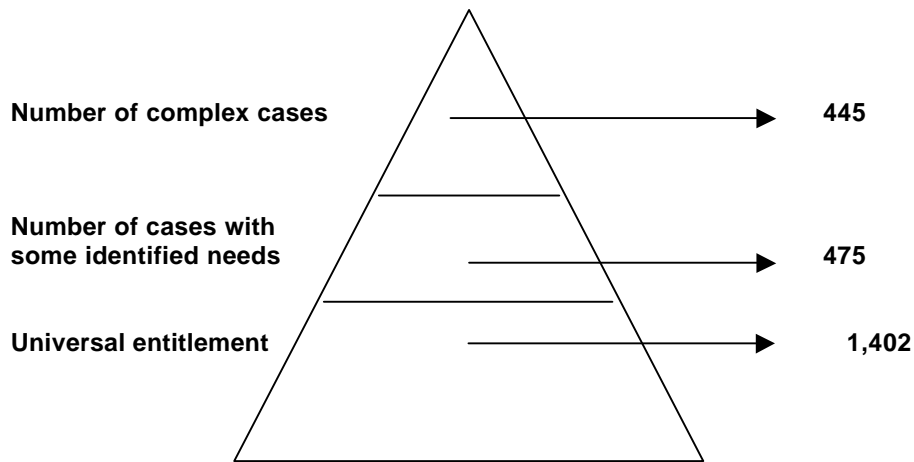 Number of complex cases 445
Number of cases with
some identified needs 475
Universal entitlement 1,402